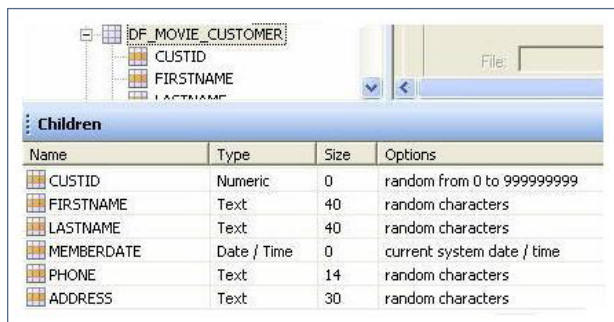 DF_MOVIE_CUSTOMER
CUSTID
FIRSTNAME
LASTNAME
File:
Children
Name Type Size Options
CUSTID Numeric 0 random from 0 to 999999999
FIRSTNAME Text 40 random characters
LASTNAME Text 40 random characters
MEMBERDATE Date / Time 0 current system date / time
PHONE Text 14 random characters
ADDRESS Text 30 random characters